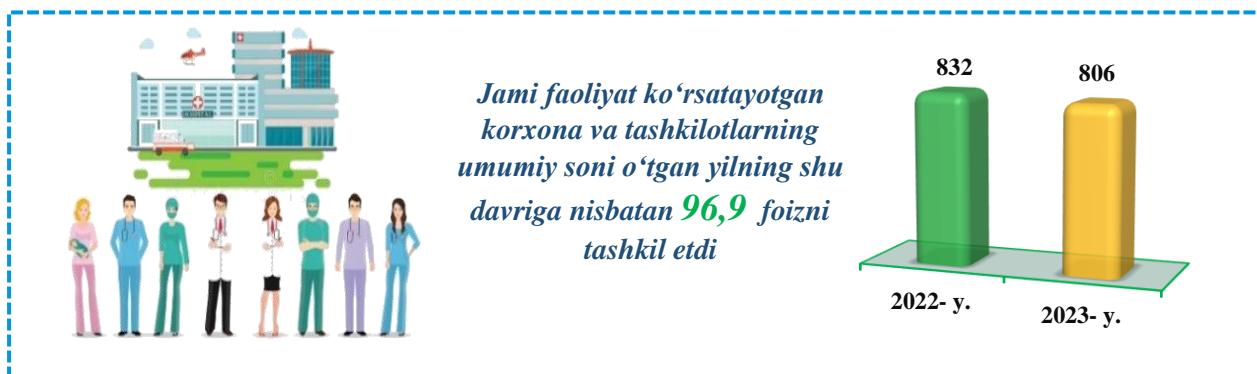 HOSPITAL
Jami faoliyat ko‘rsatayotgan
korxona va tashkilotlarning
umumiy soni o‘tgan yilning shu
davriga nisbatan 96,9 foizni
tashkil etdi
832
806
2022- y.
2023- y.